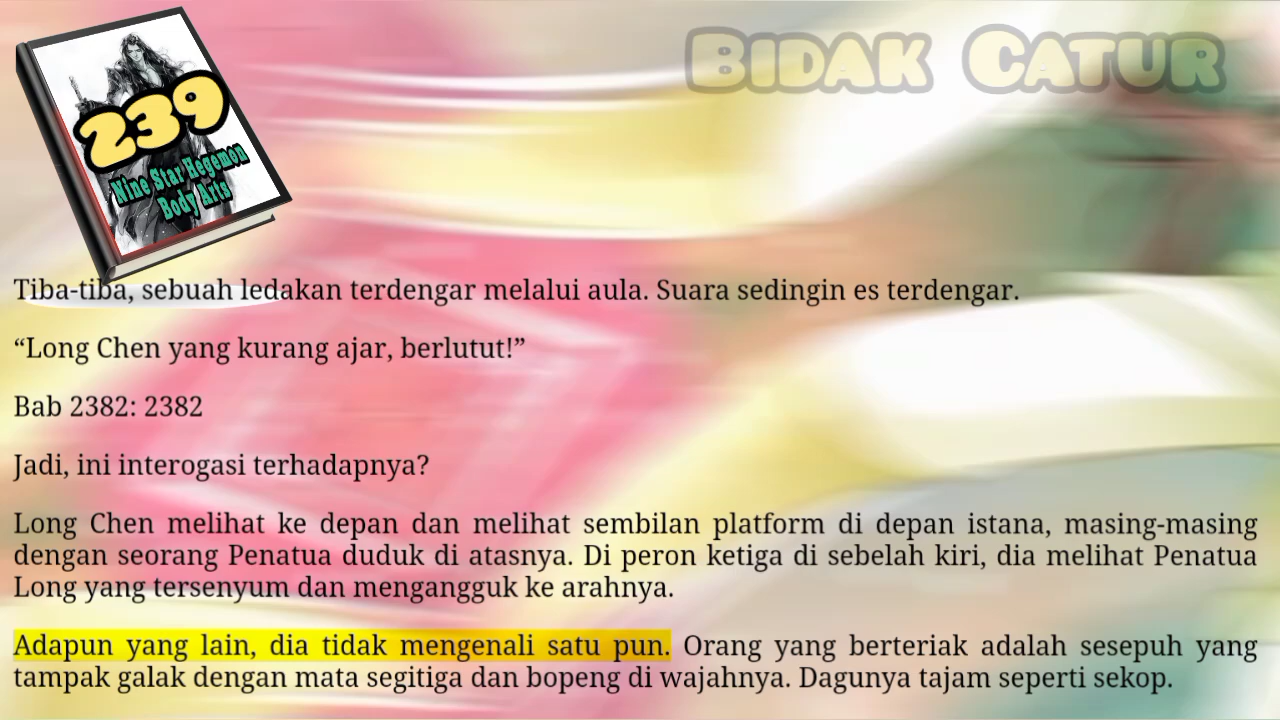 Bidak Catur
239
Nine Star Hegemon
Body Arts
Tiba-tiba, sebuah ledakan terdengar melalui aula. Suara sedingin es terdengar.
“Long Chen yang kurang ajar, berlutut!”
Bab 2382: 2382
Jadi, ini interogasi terhadapnya?
Long Chen melihat ke depan dan melihat sembilan platform di depan istana, masing-masing
dengan seorang Penatua duduk di atasnya. Di peron ketiga di sebelah kiri, dia melihat Penatua
Long yang tersenyum dan mengangguk ke arahnya.
Adapun yang lain, dia tidak mengenali satu pun. Orang yang berteriak adalah sesepuh yang
tampak galak dengan mata segitiga dan bopeng di wajahnya. Dagunya tajam seperti sekop.